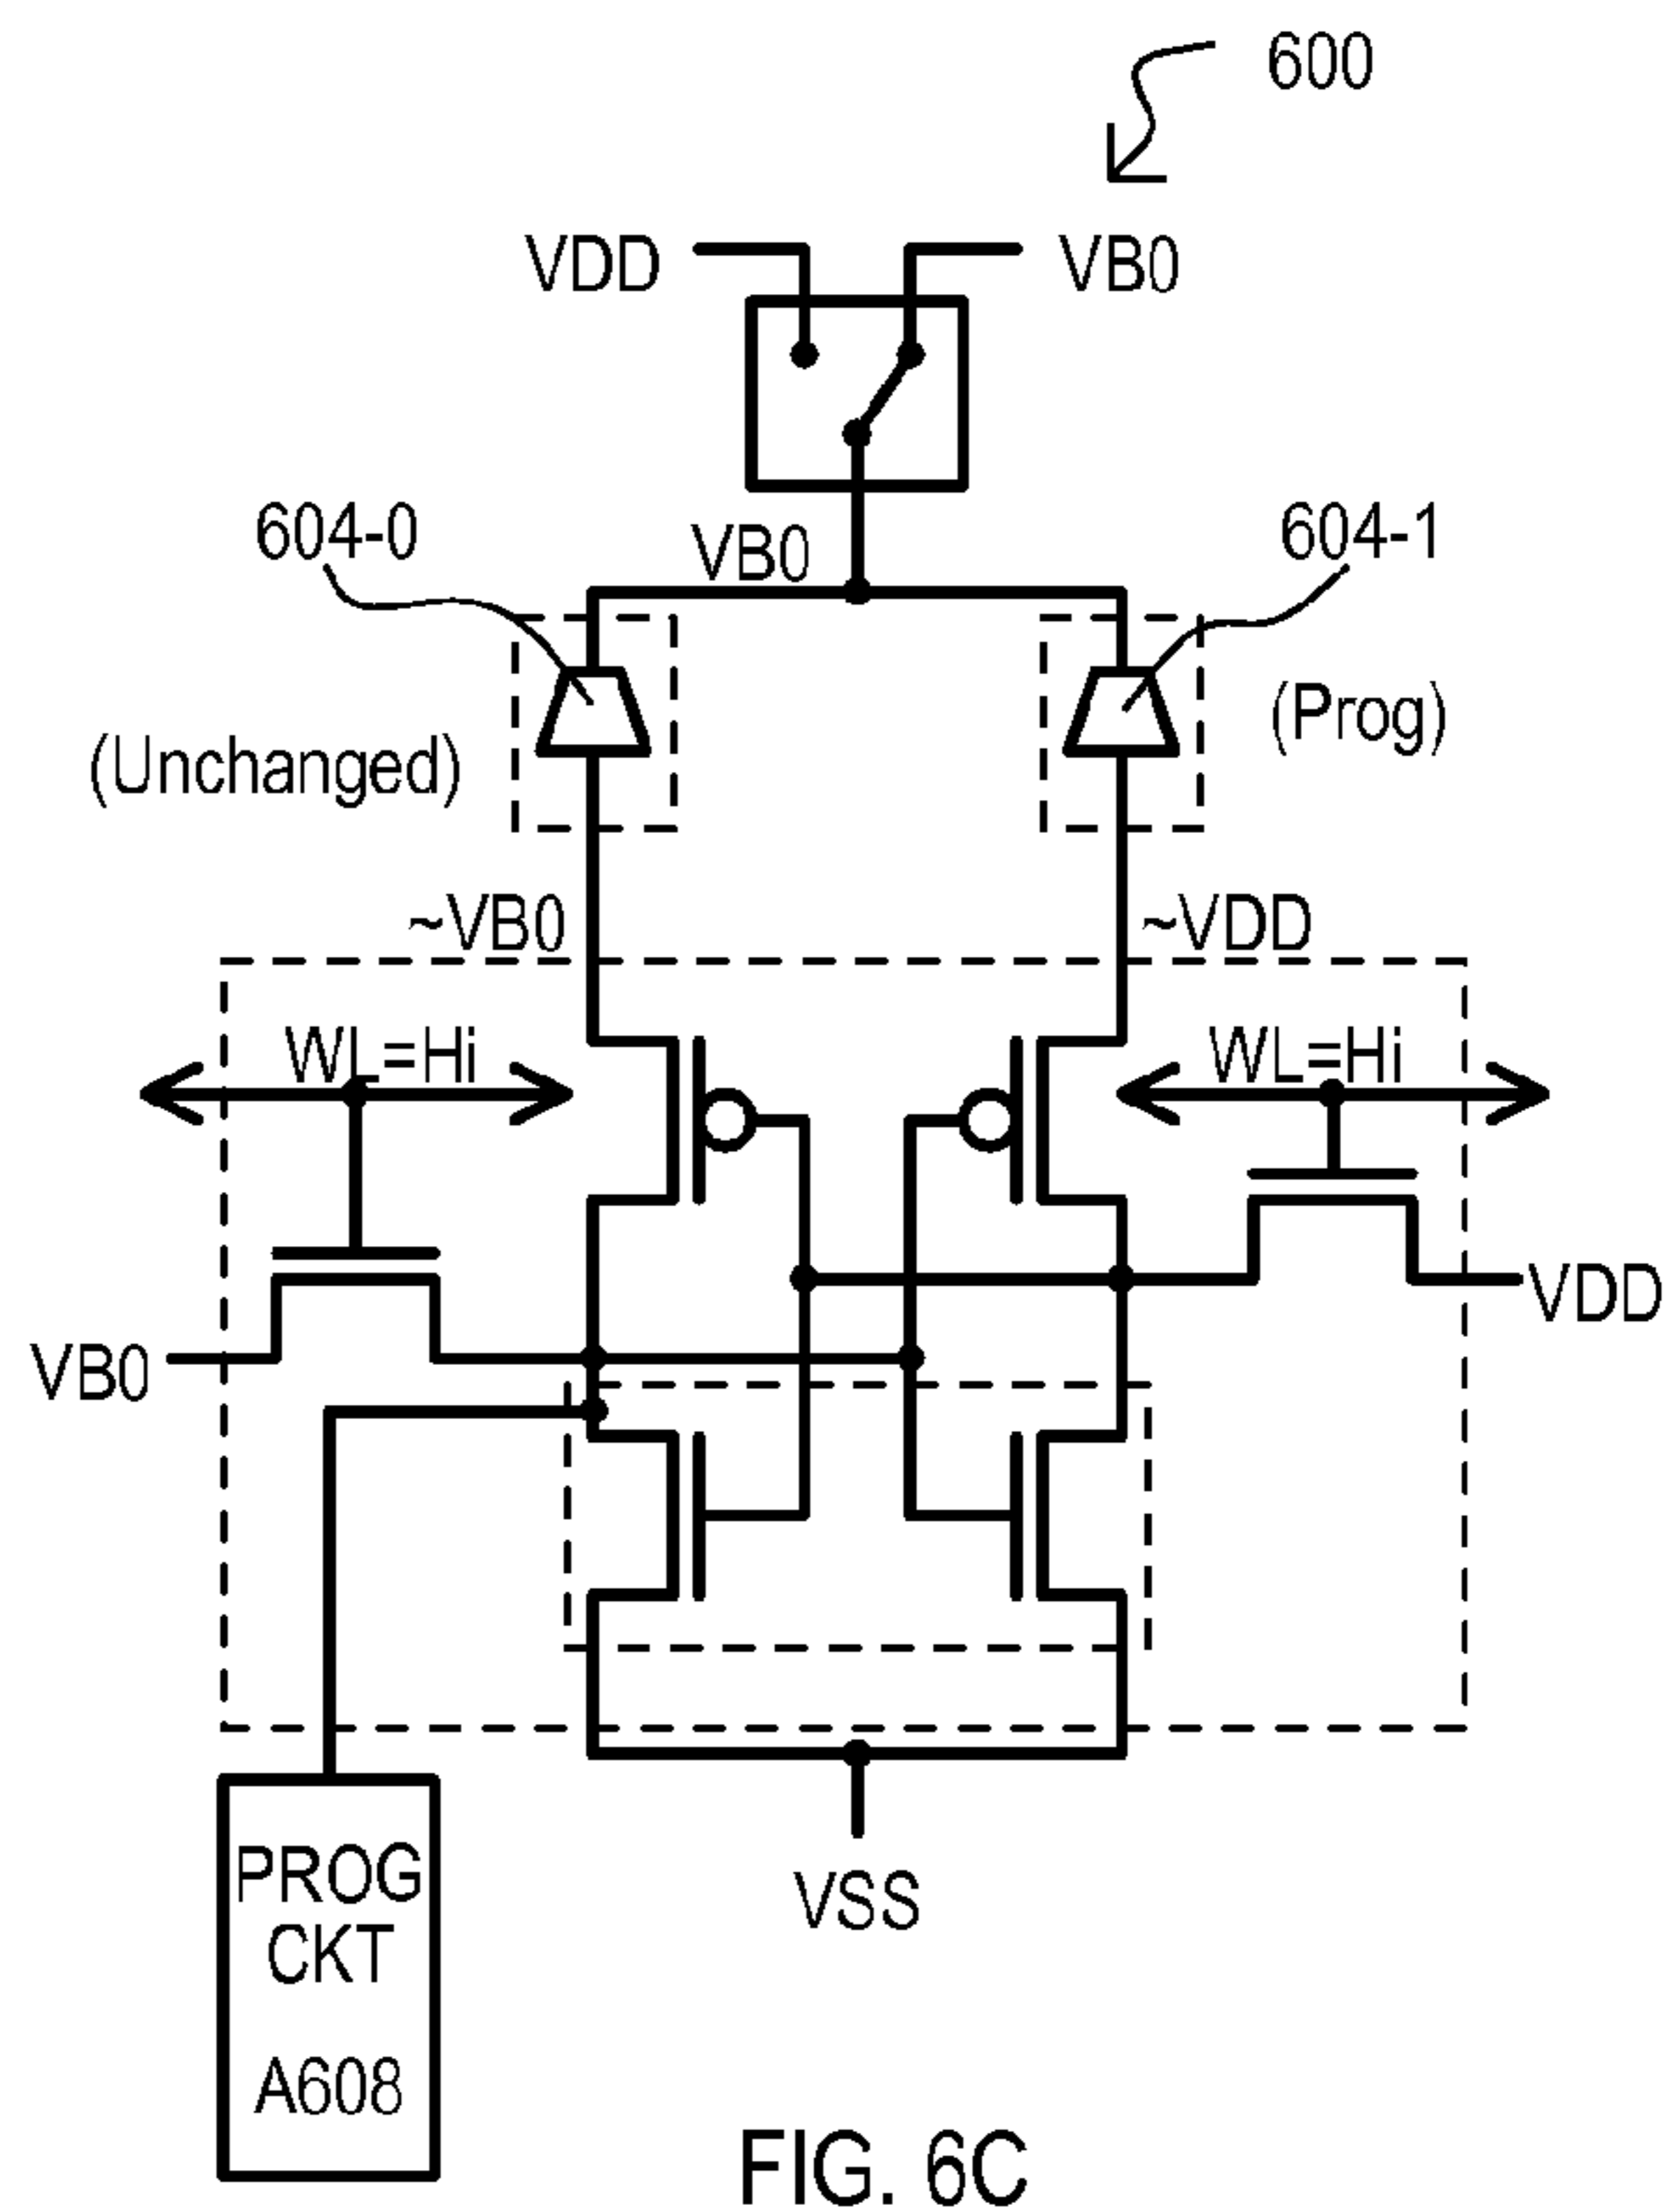 600
VDD
VB0
604-0
VB0
604-1
(Unchanged)
(Prog)
~VB0
~VDD
WL=Hi
WL=Hi
VDD
VB0
PROG
CKT
A608
VSS
FIG. 6C